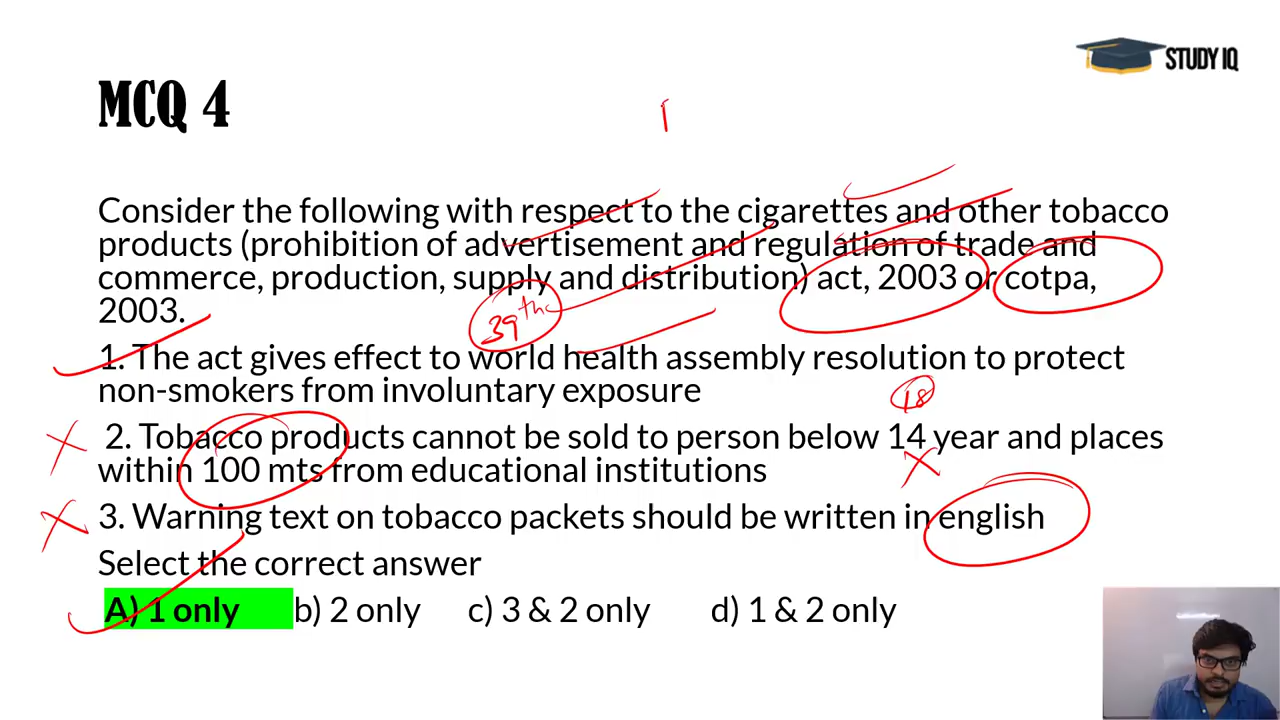 STUDY IQ
MCQ 4
Consider the following with respect to the cigarettes and other tobacco
products (prohibition of advertisement and regulation of trade and
commerce, production, supply and distribution) act, 2003 or cotpa,
2003.
39th
1. The act gives effect to world health assembly resolution to protect
non-smokers from involuntary exposure
18
2. Tobacco products cannot be sold to person below 14 year and places
within 100 mts from educational institutions
3. Warning text on tobacco packets should be written in english
Select the correct answer
A) 1 only b) 2 only c) 3 & 2 only d) 1 & 2 only